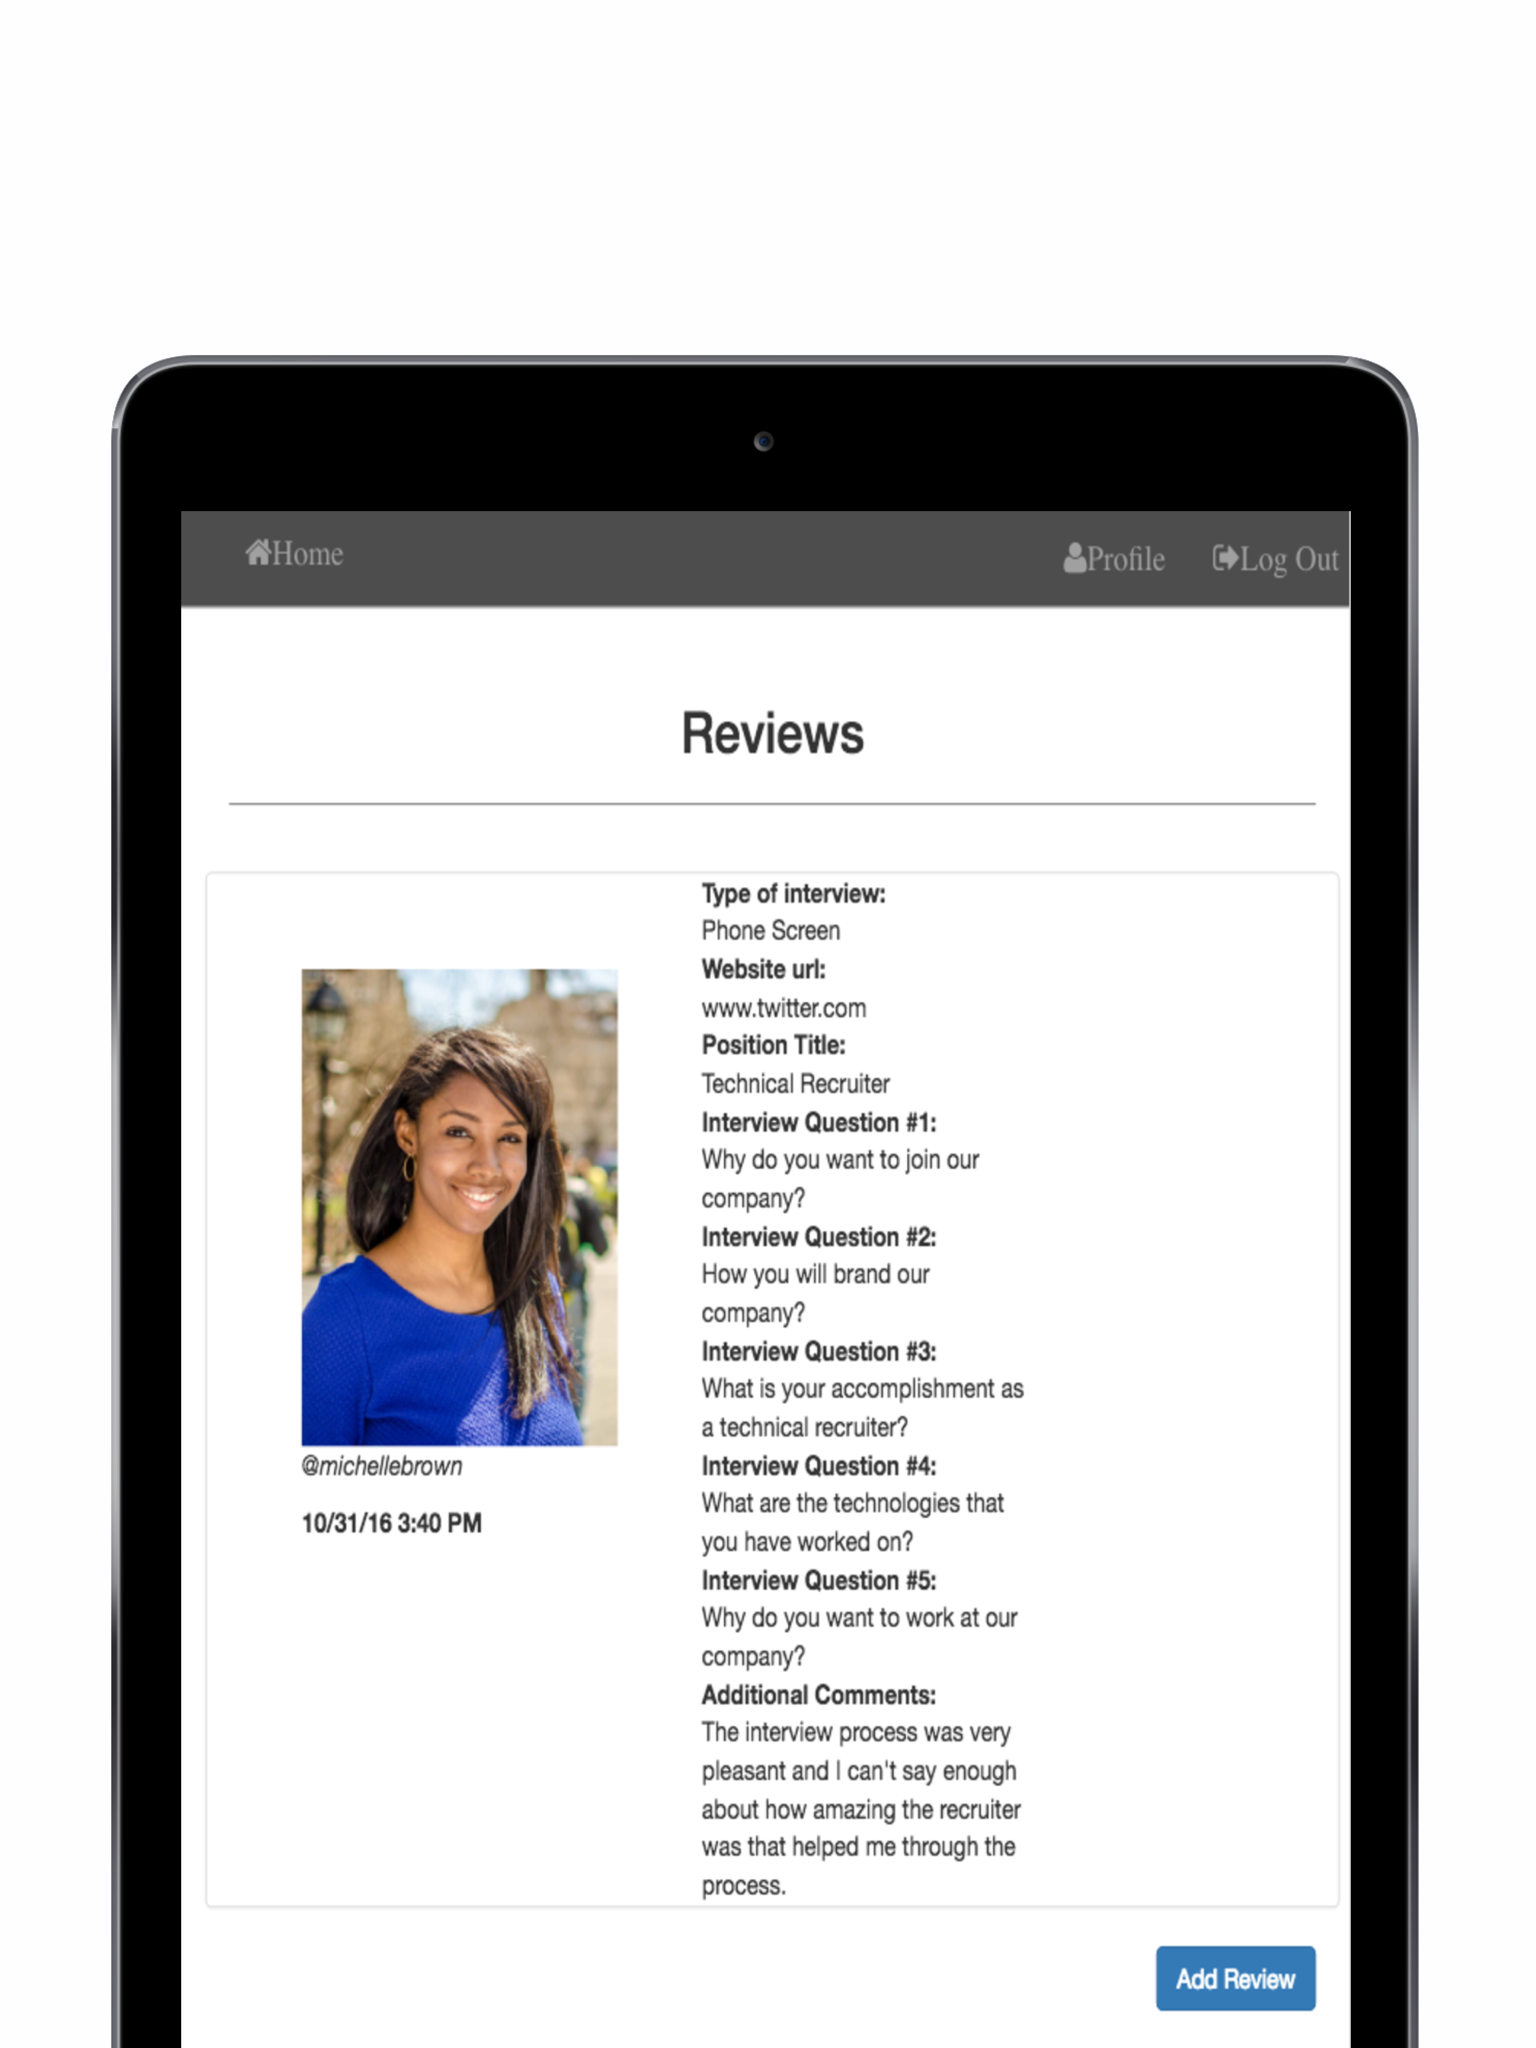 Home
Profile
Log Out
Reviews
@michellebrown
10/31/16 3:40 PM
Type of interview:
Phone Screen
Website url:
www.twitter.com
Position Title:
Technical Recruiter
Interview Question #1:
Why do you want to join our
company?
Interview Question #2:
How you will brand our
company?
Interview Question #3:
What is your accomplishment as
a technical recruiter?
Interview Question #4:
What are the technologies that
you have worked on?
Interview Question #5:
Why do you want to work at our
company?
Additional Comments:
The interview process was very
pleasant and I can't say enough
about how amazing the recruiter
was that helped me through the
process.
Add Review